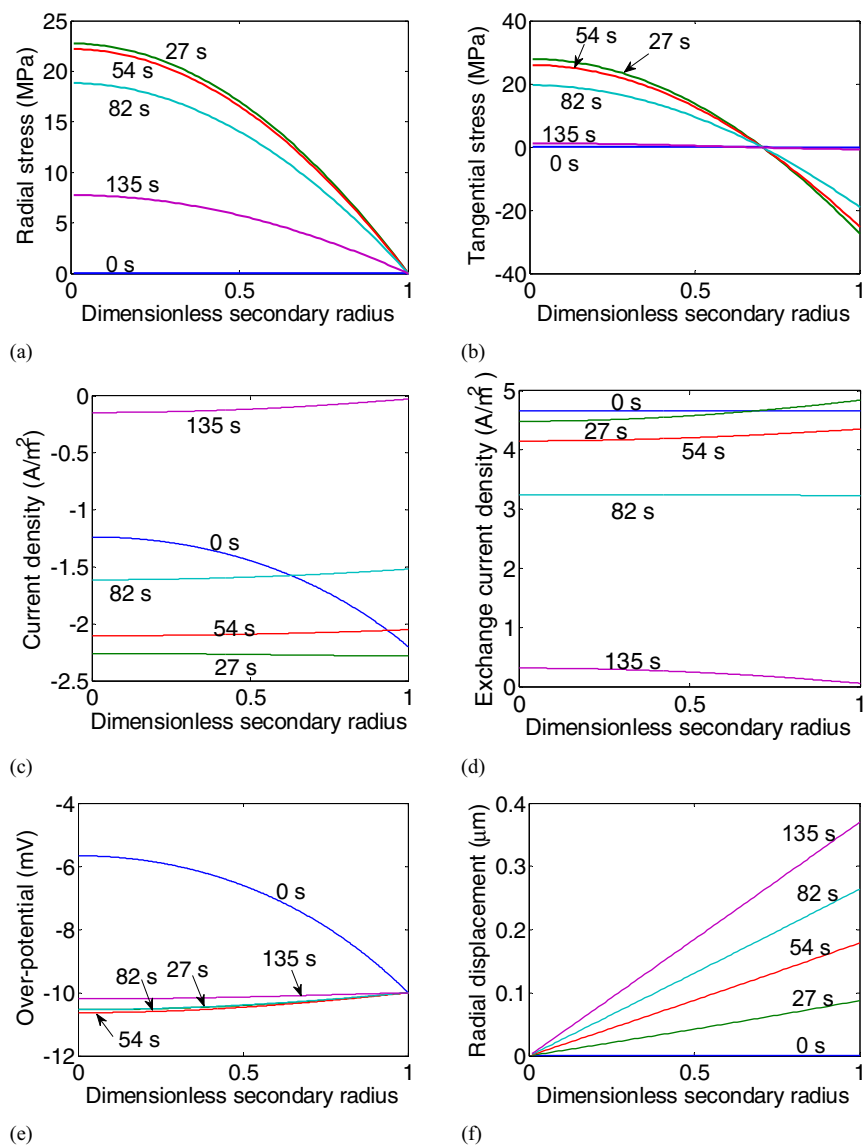 25
20
15
10
5
0
Radial stress (MPa)
27 s
54 s
82 s
135 s
0 s
0
0.5
1
Dimensionless secondary radius
(a)
40
20
0
-20
-40
Tangential stress (MPa)
54 s
27 s
82 s
135 s
0 s
0
0.5
1
Dimensionless secondary radius
(b)
0
-0.5
-1
-1.5
-2
-2.5
Current density (A/m²)
135 s
0 s
82 s
54 s
27 s
0
0.5
1
Dimensionless secondary radius
(c)
5
4
3
2
1
0
Exchange current density (A/m²)
0 s
27 s
54 s
82 s
135 s
0
0.5
1
Dimensionless secondary radius
(d)
-4
-6
-8
-10
-12
Over-potential (mV)
0 s
82 s
27 s
135 s
54 s
0
0.5
1
Dimensionless secondary radius
(e)
0.4
0.3
0.2
0.1
0
Radial displacement (μm)
135 s
82 s
54 s
27 s
0 s
0
0.5
1
Dimensionless secondary radius
(f)